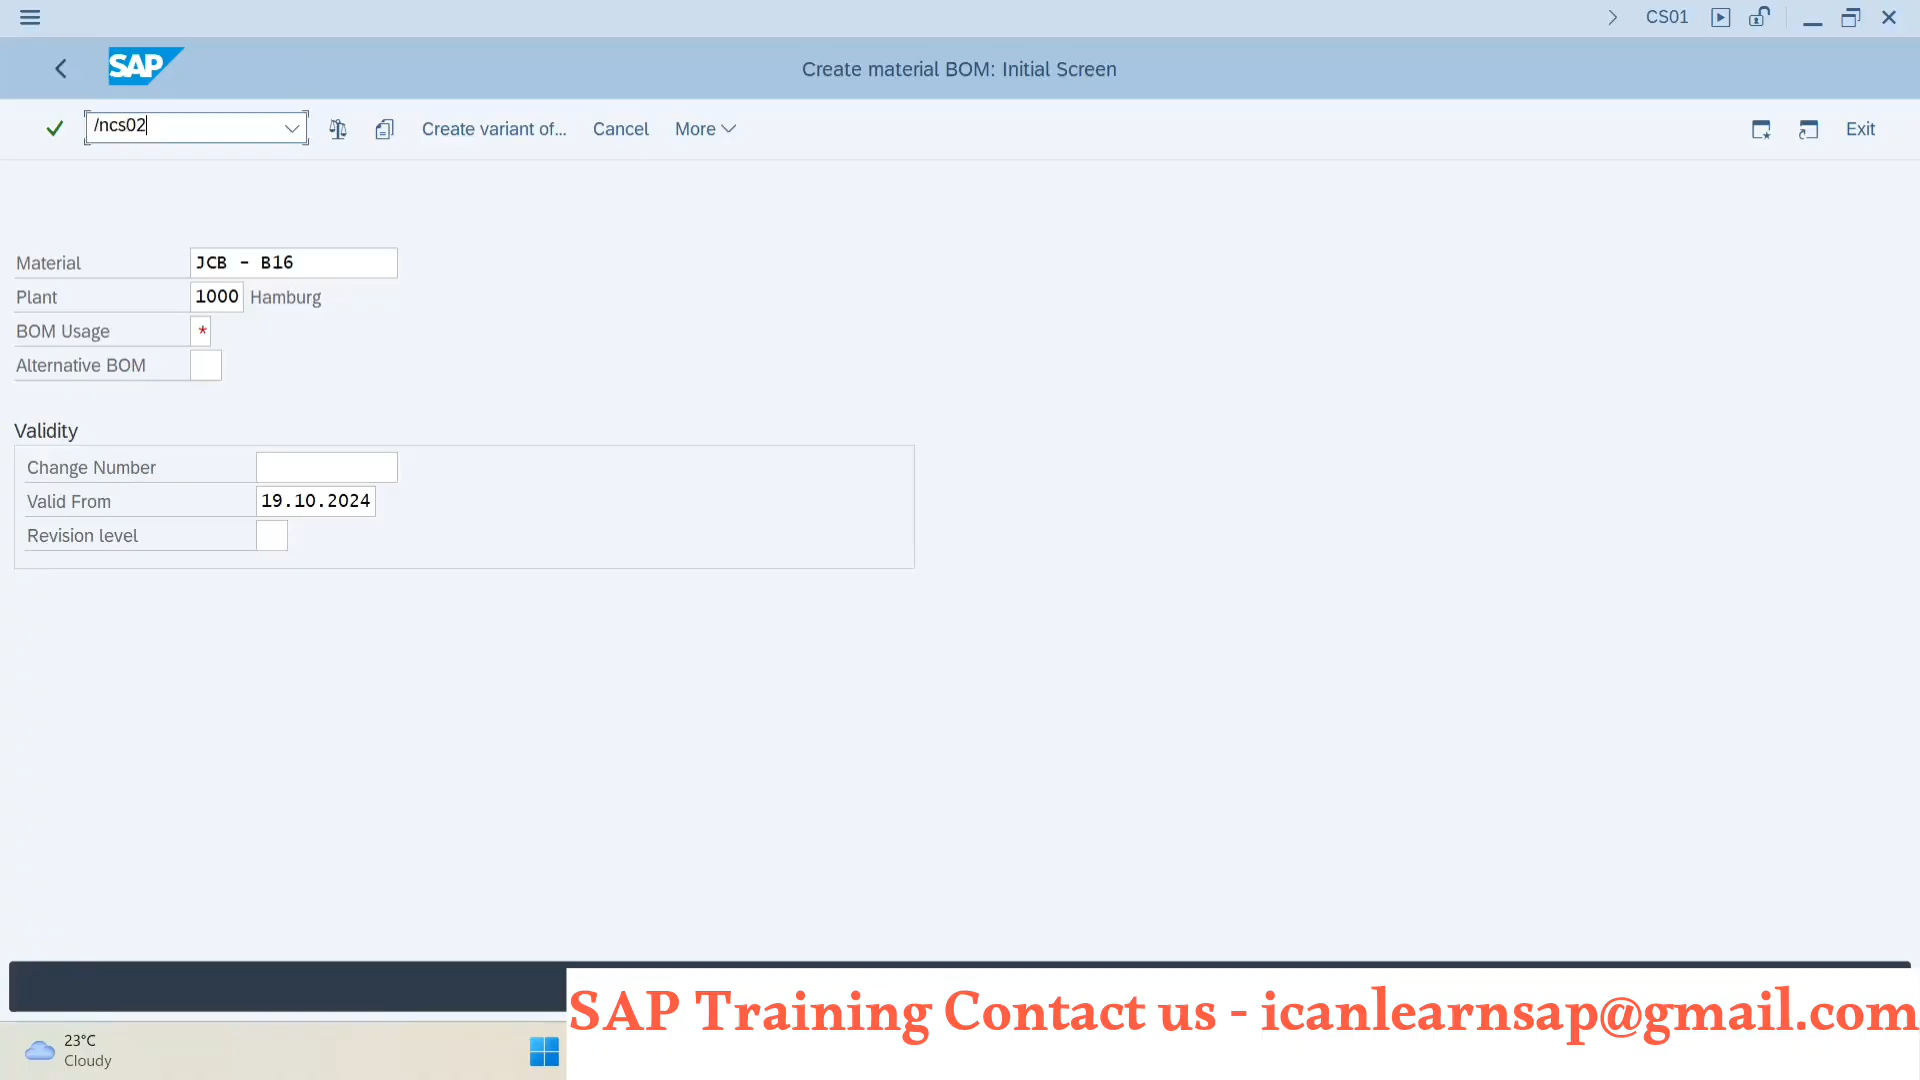 CS01
SAP
Create material BOM: Initial Screen
/ncs02
Create variant of...
Cancel
More
Exit
Material
JCB - B16
Plant
1000
Hamburg
BOM Usage
*
Alternative BOM
Validity
Change Number
Valid From
19.10.2024
Revision level
SAP Training Contact us - icanlearnsap@gmail.com
23°C
Cloudy